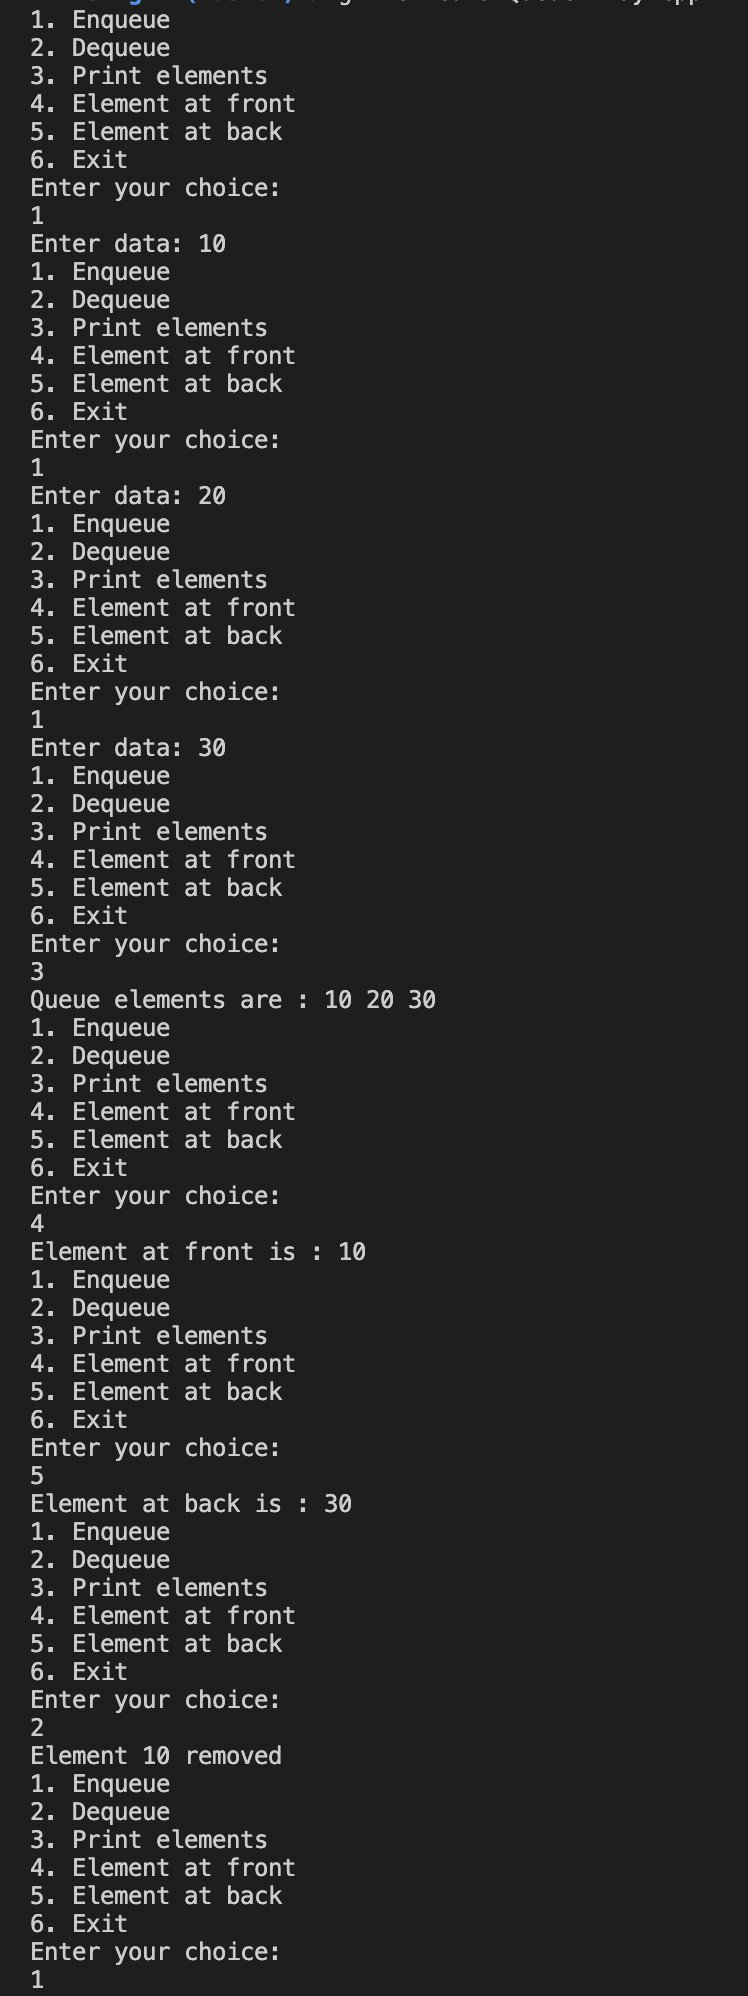 1. Enqueue
2. Dequeue
3. Print elements
4. Element at front
5. Element at back
6. Exit
Enter your choice:
1
Enter data: 10
1. Enqueue
2. Dequeue
3. Print elements
4. Element at front
5. Element at back
6. Exit
Enter your choice:
1
Enter data: 20
1. Enqueue
2. Dequeue
3. Print elements
4. Element at front
5. Element at back
6. Exit
Enter your choice:
1
Enter data: 30
1. Enqueue
2. Dequeue
3. Print elements
4. Element at front
5. Element at back
6. Exit
Enter your choice:
3
Queue elements are : 10 20 30
1. Enqueue
2. Dequeue
3. Print elements
4. Element at front
5. Element at back
6. Exit
Enter your choice:
4
Element at front is : 10
1. Enqueue
2. Dequeue
3. Print elements
4. Element at front
5. Element at back
6. Exit
Enter your choice:
5
Element at back is : 30
1. Enqueue
2. Dequeue
3. Print elements
4. Element at front
5. Element at back
6. Exit
Enter your choice:
2
Element 10 removed
1. Enqueue
2. Dequeue
3. Print elements
4. Element at front
5. Element at back
6. Exit
Enter your choice:
1